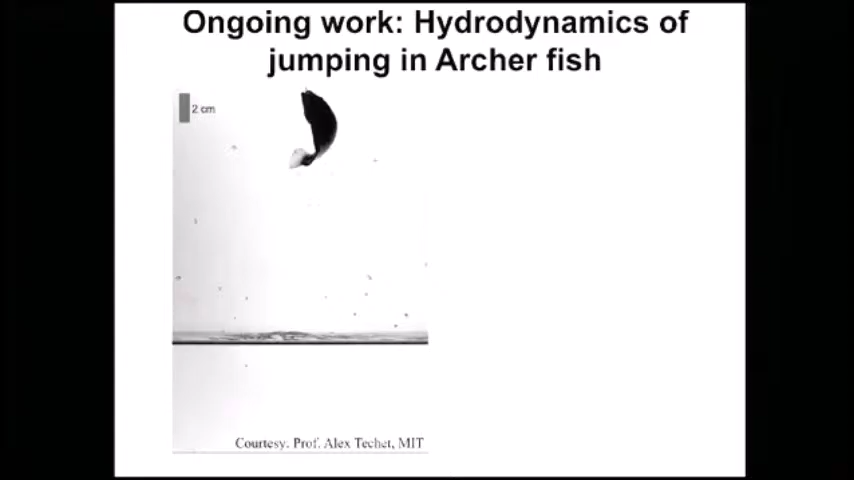 Ongoing work: Hydrodynamics of
jumping in Archer fish
2 cm
Courtesy. Prof. Alex Techet, MIT